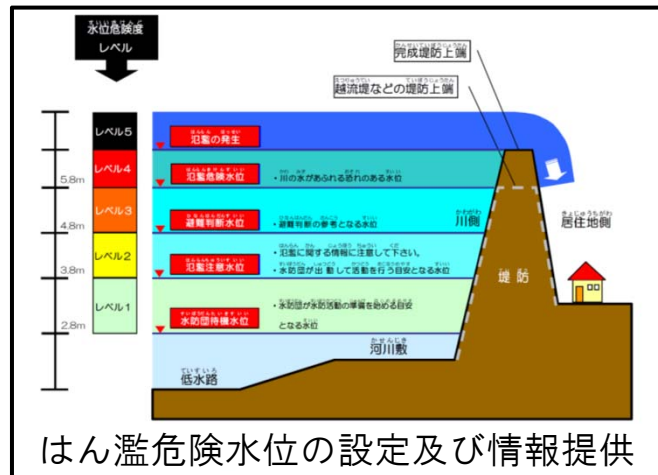 水位危険度
レベル
完成堤防上端
越流堤などの堤防上端
レベル5
氾濫の発生
レベル4
氾濫危険水位
・川の水があふれる恐れのある水位
5.8m
レベル3
避難判断水位
・避難判断の参考となる水位
川側
居住地側
4.8m
レベル2
氾濫注意水位
・氾濫に関する情報に注意して下さい。
・水防団が出動して活動を行う目安となる水位
堤防
3.8m
レベル1
水防団待機水位
・水防団が水防活動の準備を始める目安
となる水位
2.8m
河川敷
低水路
はん濫危険水位の設定及び情報提供